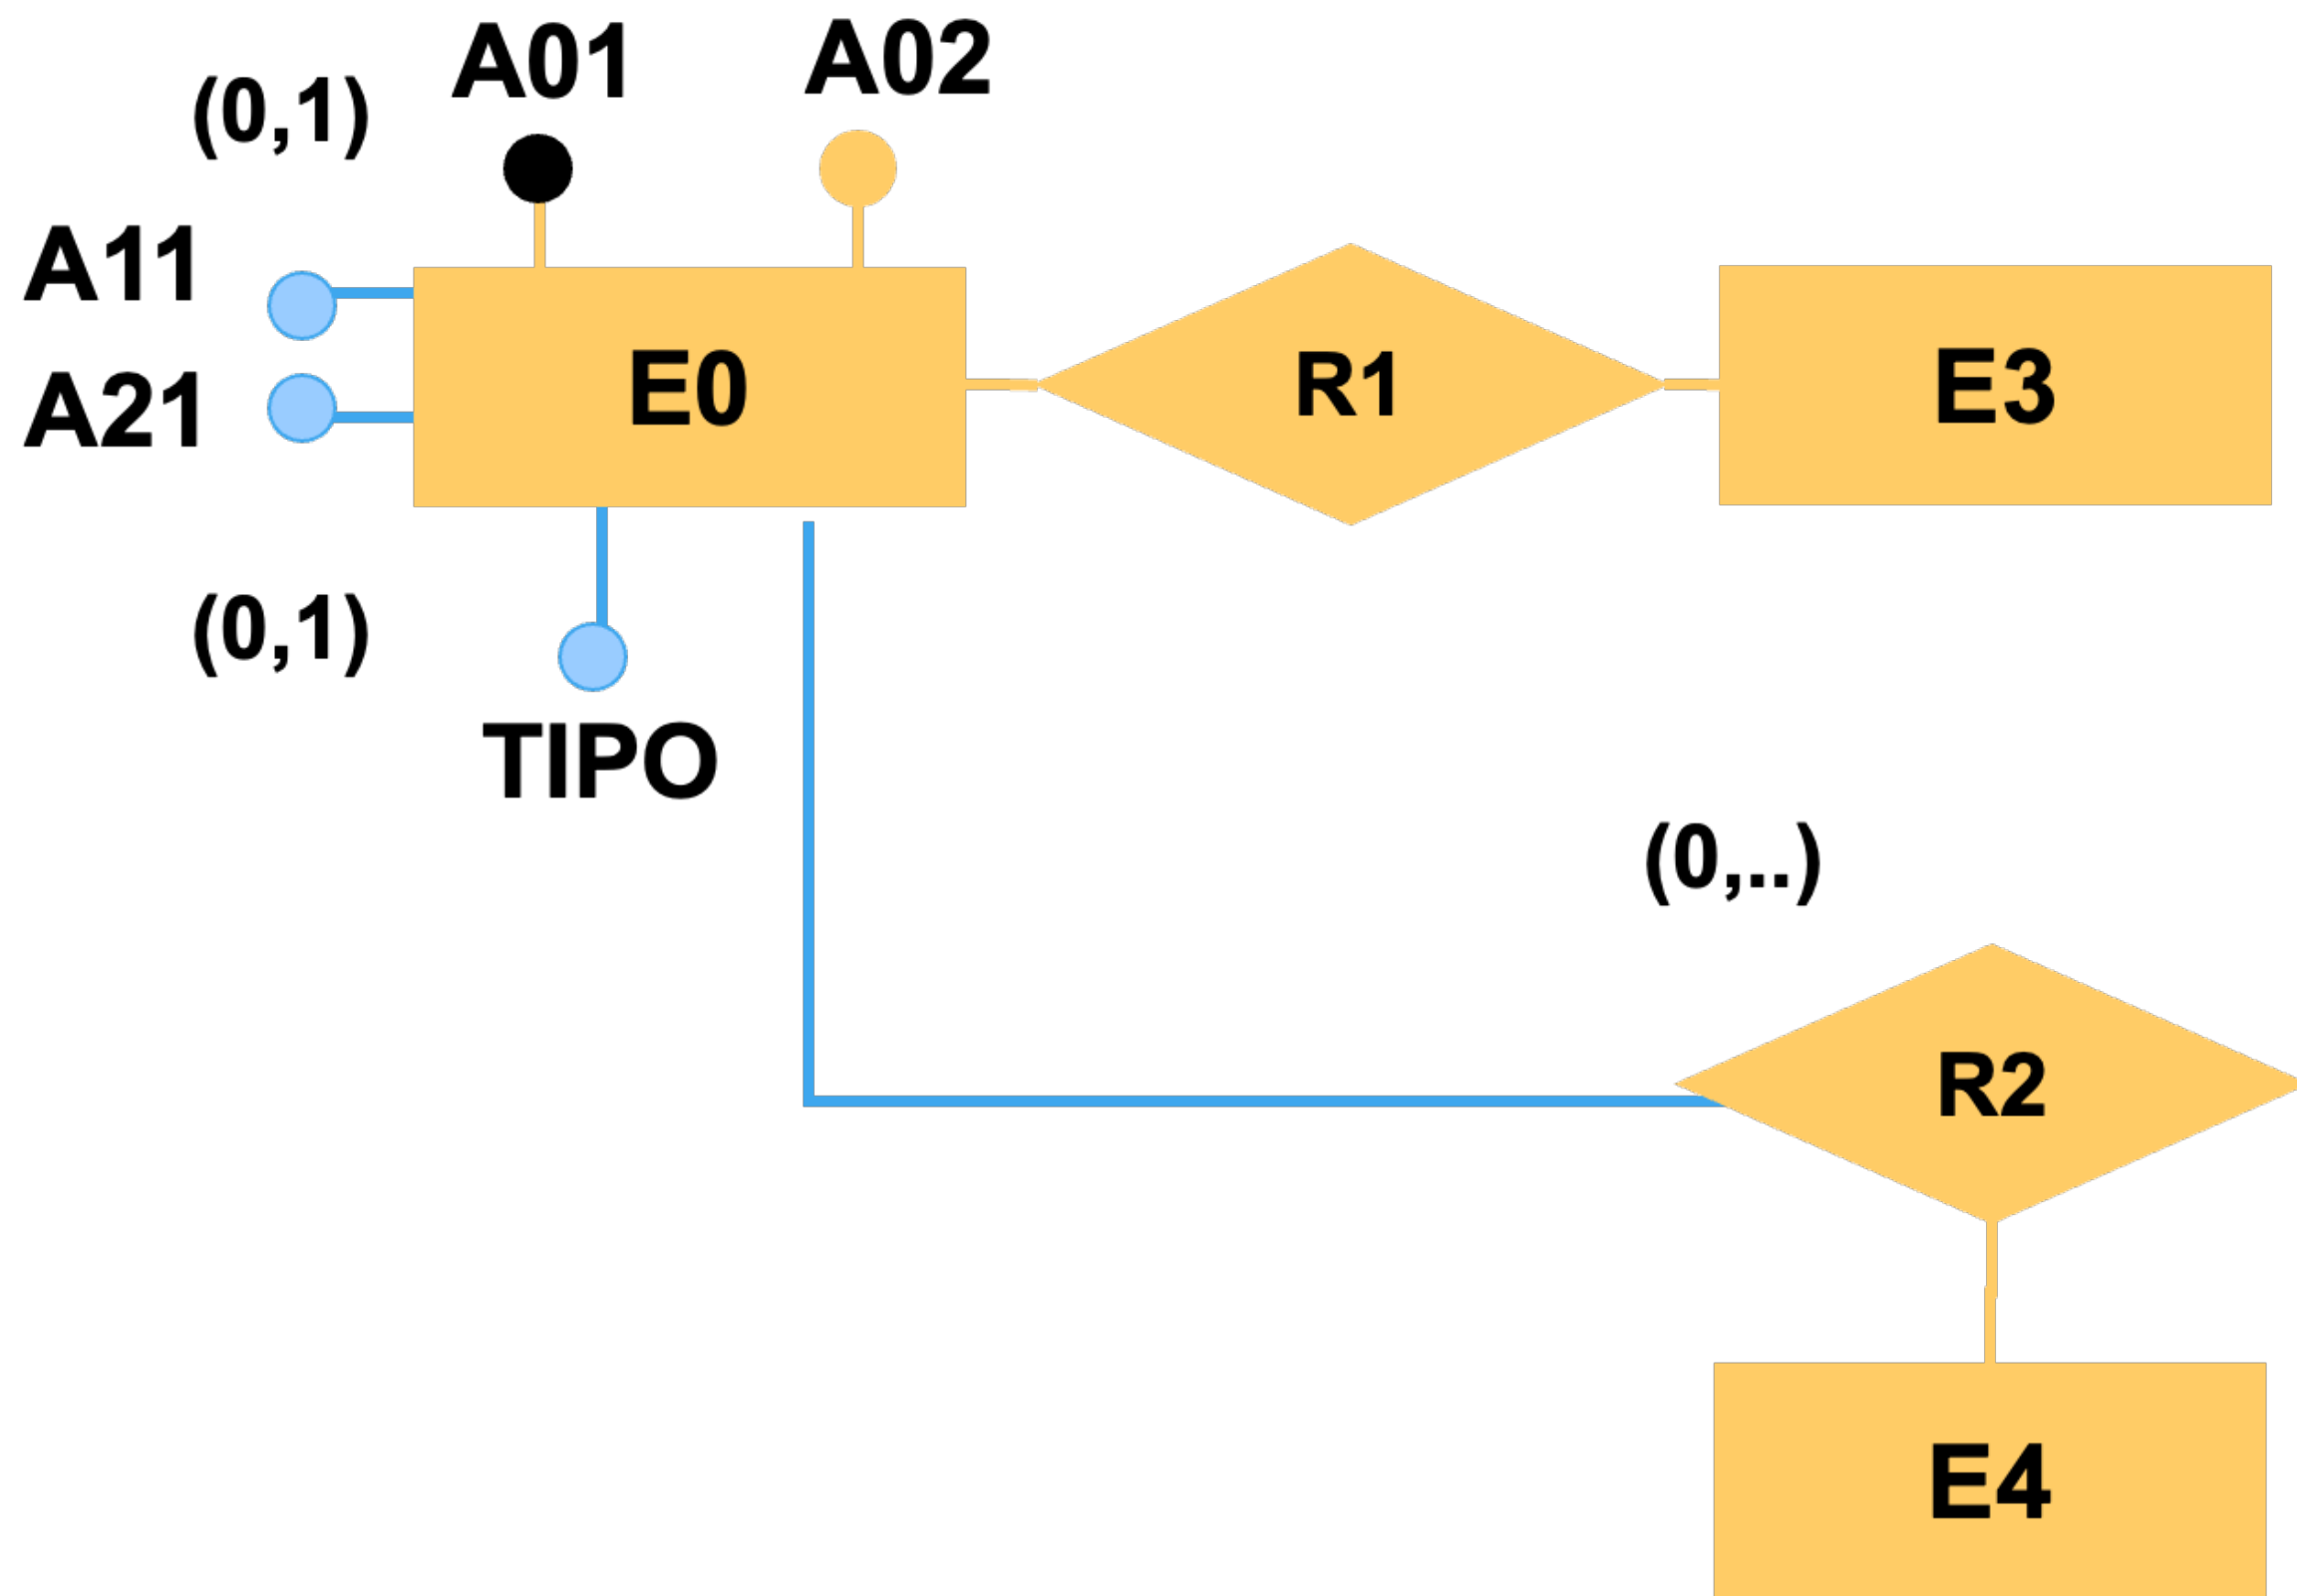 A01
A02
(0,1)
A11
A21
E0
R1
E3
(0,1)
TIPO
(0,..)
R2
E4